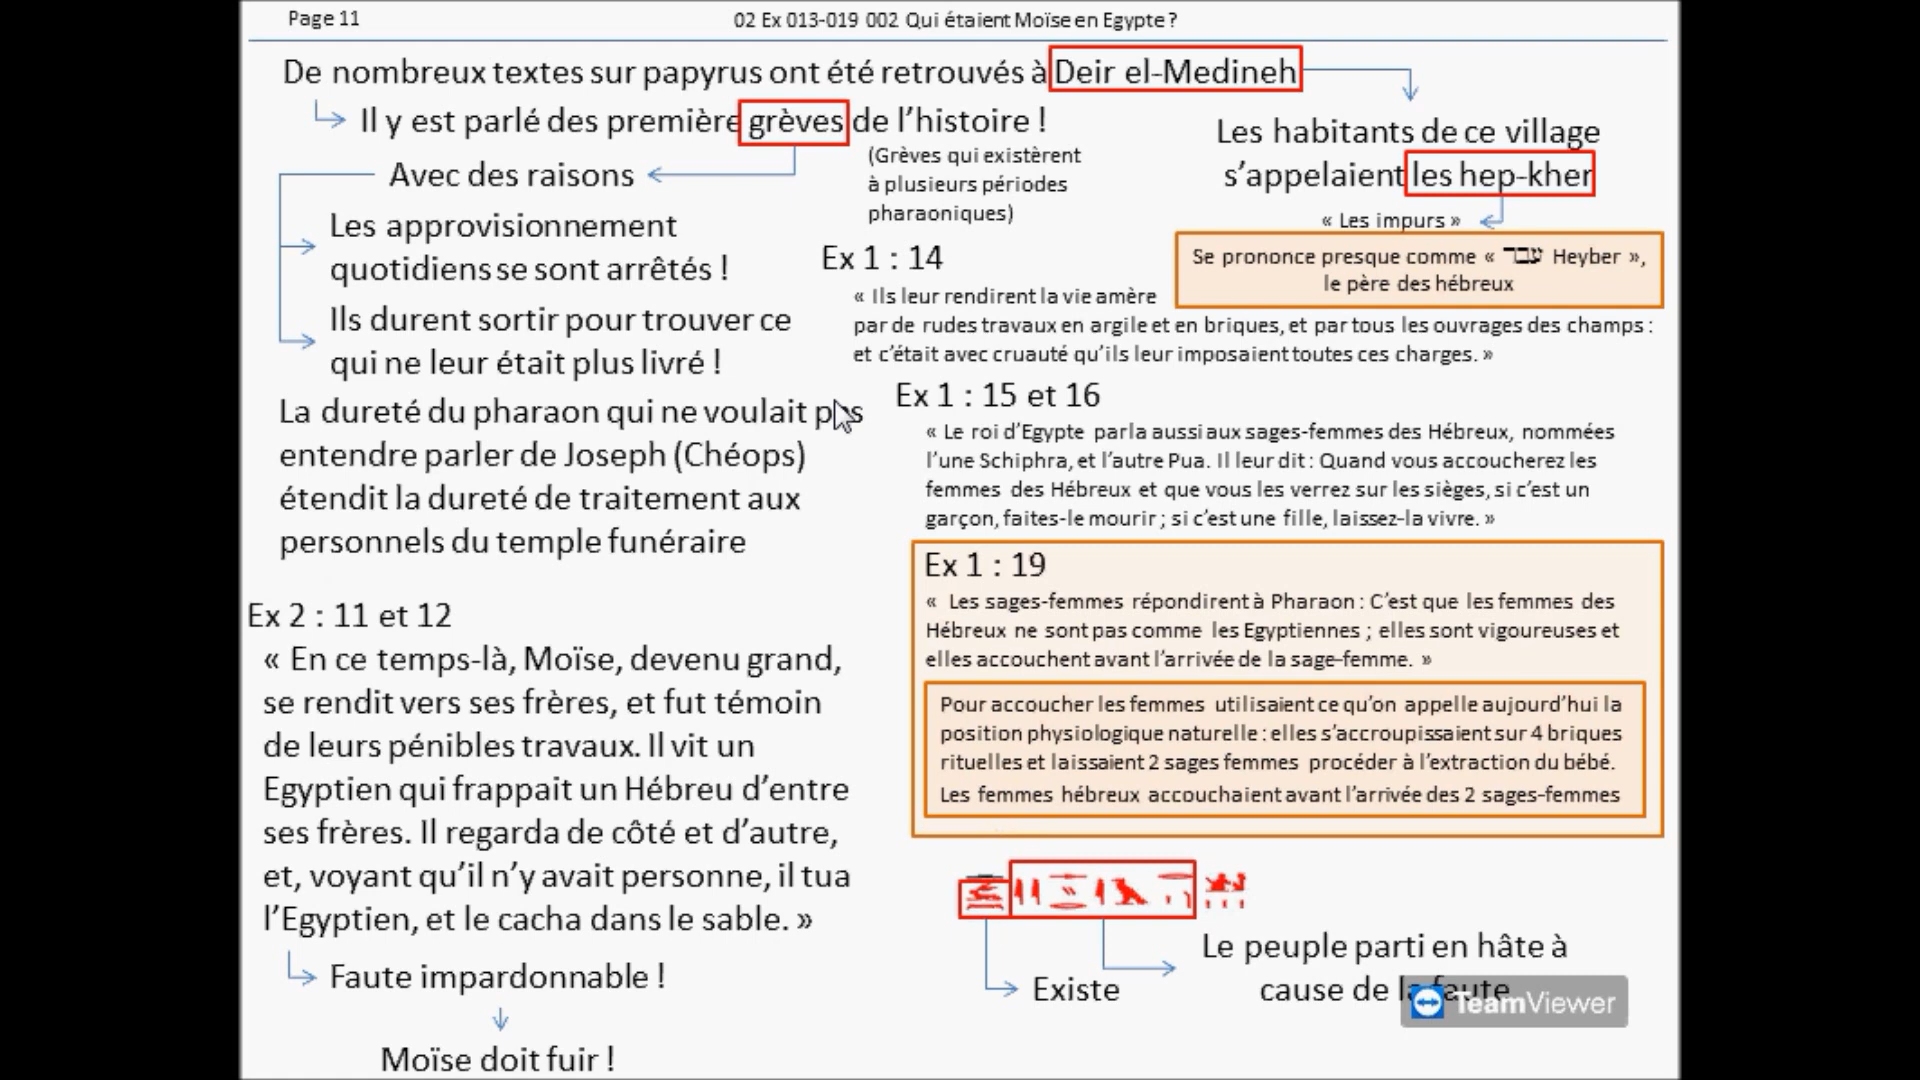 Page 11
02 Ex 013-019 002 Qui étaient Moïse en Egypte ?
De nombreux textes sur papyrus ont été retrouvés à Deir el-Medineh
Il y est parlé des première grèves de l'histoire !
(Grèves qui existèrent
à plusieurs périodes
pharaoniques)
Les habitants de ce village
s'appelaient les hep-kher
« Les impurs »
Se prononce presque comme « עבר Heyber »,
le père des hébreux
Avec des raisons
Les approvisionnement
quotidiens se sont arrêtés !
Ils durent sortir pour trouver ce
qui ne leur était plus livré !
La dureté du pharaon qui ne voulait pas
entendre parler de Joseph (Chéops)
étendit la dureté de traitement aux
personnels du temple funéraire
Ex 1 : 14
« Ils leur rendirent la vie amère
par de rudes travaux en argile et en briques, et par tous les ouvrages des champs :
et c'était avec cruauté qu'ils leur imposaient toutes ces charges. »
Ex 1 : 15 et 16
« Le roi d'Egypte parla aussi aux sages-femmes des Hébreux, nommées
l'une Schiphra, et l'autre Pua. Il leur dit : Quand vous accoucherez les
femmes des Hébreux et que vous les verrez sur les sièges, si c'est un
garçon, faites-le mourir ; si c'est une fille, laissez-la vivre. »
Ex 1 : 19
« Les sages-femmes répondirent à Pharaon : C'est que les femmes des
Hébreux ne sont pas comme les Egyptiennes ; elles sont vigoureuses et
elles accouchent avant l'arrivée de la sage-femme. »
Pour accoucher les femmes utilisaient ce qu'on appelle aujourd'hui la
position physiologique naturelle : elles s'accroupissaient sur 4 briques
rituelles et laissaient 2 sages femmes procéder à l'extraction du bébé.
Les femmes hébreux accouchaient avant l'arrivée des 2 sages-femmes
Ex 2 : 11 et 12
« En ce temps-là, Moïse, devenu grand,
se rendit vers ses frères, et fut témoin
de leurs pénibles travaux. Il vit un
Egyptien qui frappait un Hébreu d'entre
ses frères. Il regarda de côté et d'autre,
et, voyant qu'il n'y avait personne, il tua
l'Egyptien, et le cacha dans le sable. »
Faute impardonnable !
Moïse doit fuir !
Existe
Le peuple parti en hâte à
cause de la faute
TeamViewer